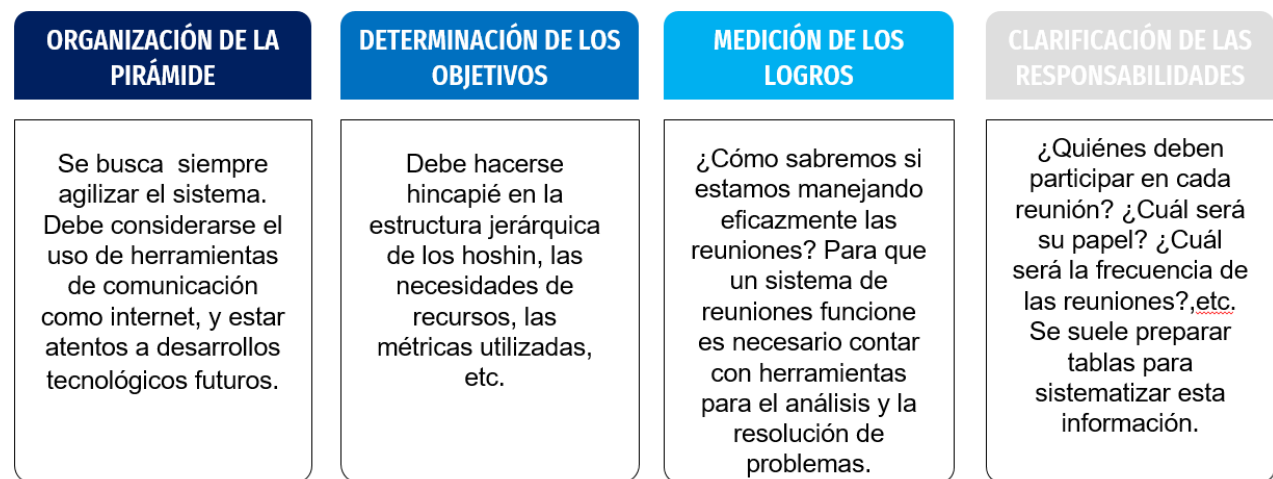 ORGANIZACIÓN DE LA
PIRÁMIDE
Se busca siempre
agilizar el sistema.
Debe considerarse el
uso de herramientas
de comunicación
como internet, y estar
atentos a desarrollos
tecnológicos futuros.
DETERMINACIÓN DE LOS
OBJETIVOS
Debe hacerse
hincapié en la
estructura jerárquica
de los hoshin, las
necesidades de
recursos, las
métricas utilizadas,
etc.
MEDICIÓN DE LOS
LOGROS
¿Cómo sabremos si
estamos manejando
eficazmente las
reuniones? Para que
un sistema de
reuniones funcione
es necesario contar
con herramientas
para el análisis y la
resolución de
problemas.
CLARIFICACIÓN DE LAS
RESPONSABILIDADES
¿Quiénes deben
participar en cada
reunión? ¿Cuál será
su papel? ¿Cuál
será la frecuencia de
las reuniones?,etc.
Se suele preparar
tablas para
sistematizar esta
información.